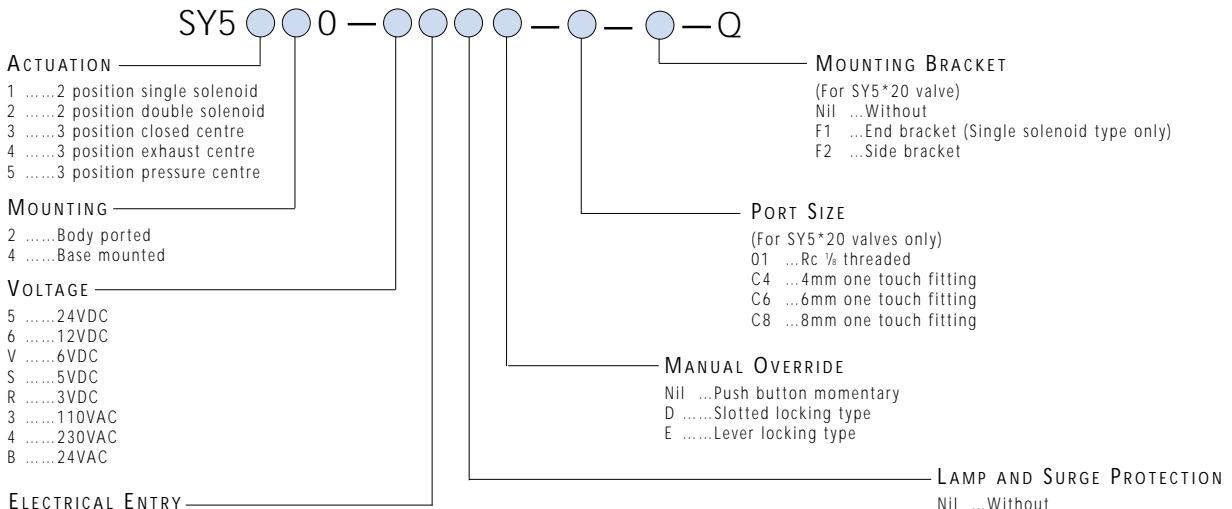 SY5 0 — — — — Q
ACTUATION
1 ......2 position single solenoid
2 ......2 position double solenoid
3 ......3 position closed centre
4 ......3 position exhaust centre
5 ......3 position pressure centre
MOUNTING
2 ......Body ported
4 ......Base mounted
VOLTAGE
5 ......24VDC
6 ......12VDC
V ......6VDC
S ......5VDC
R ......3VDC
3 ......110VAC
4 ......230VAC
B ......24VAC
ELECTRICAL ENTRY
MOUNTING BRACKET
(For SY5*20 valve)
Nil ...Without
F1 ...End bracket (Single solenoid type only)
F2 ...Side bracket
PORT SIZE
(For SY5*20 valves only)
01 ...Rc ⅛ threaded
C4 ...4mm one touch fitting
C6 ...6mm one touch fitting
C8 ...8mm one touch fitting
MANUAL OVERRIDE
Nil ...Push button momentary
D ......Slotted locking type
E ......Lever locking type
LAMP AND SURGE PROTECTION
Nil ....Without